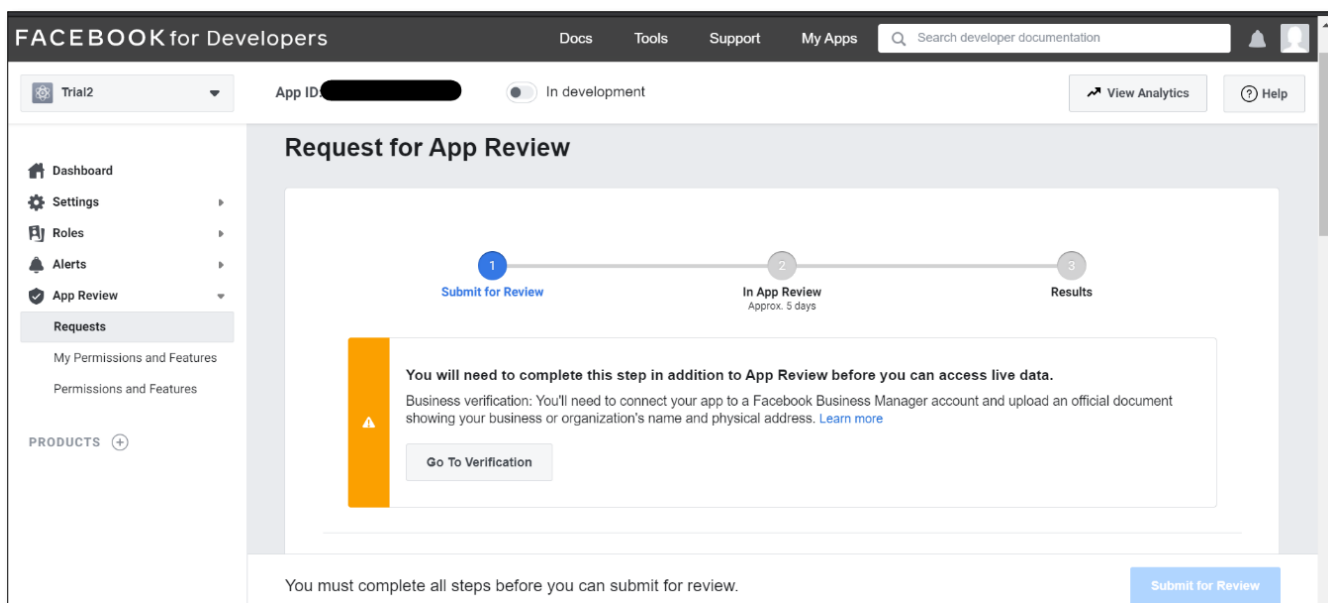 FACEBOOK for Developers
Docs Tools Support My Apps Search developer documentation
Trial2 App ID: In development View Analytics ? Help
Request for App Review
Dashboard
Settings
Roles
Alerts
App Review
Requests
My Permissions and Features
Permissions and Features
PRODUCTS
1 2 3
Submit for Review In App Review Results
Approx. 5 days
You will need to complete this step in addition to App Review before you can access live data.
Business verification: You'll need to connect your app to a Facebook Business Manager account and upload an official document
showing your business or organization's name and physical address. Learn more
Go To Verification
You must complete all steps before you can submit for review. Submit for Review